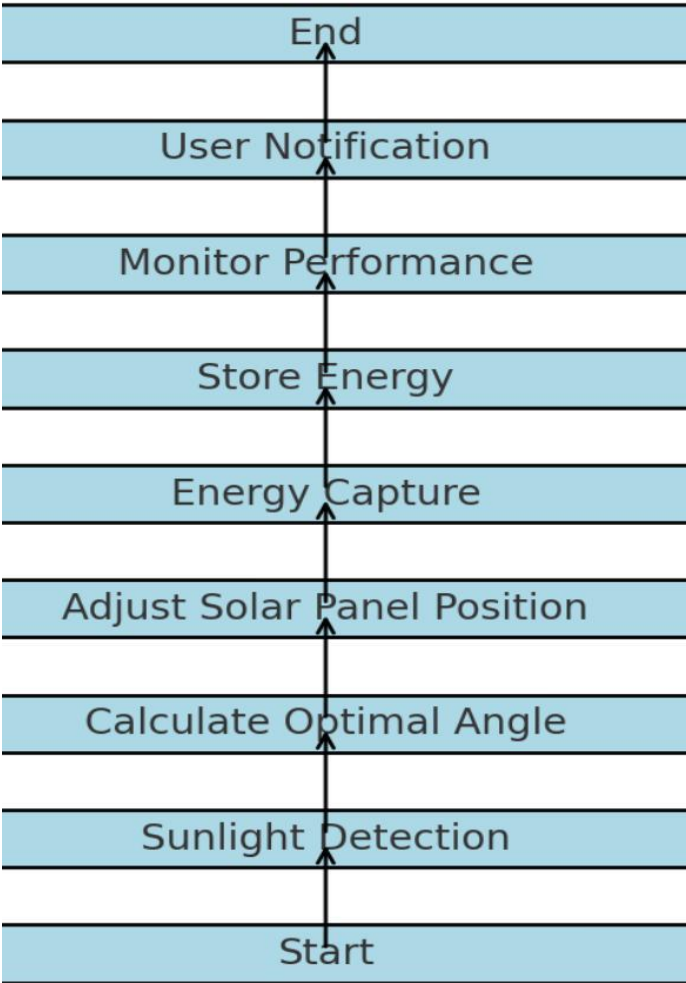 End
User Notification
Monitor Performance
Store Energy
Energy Capture
Adjust Solar Panel Position
Calculate Optimal Angle
Sunlight Detection
Start